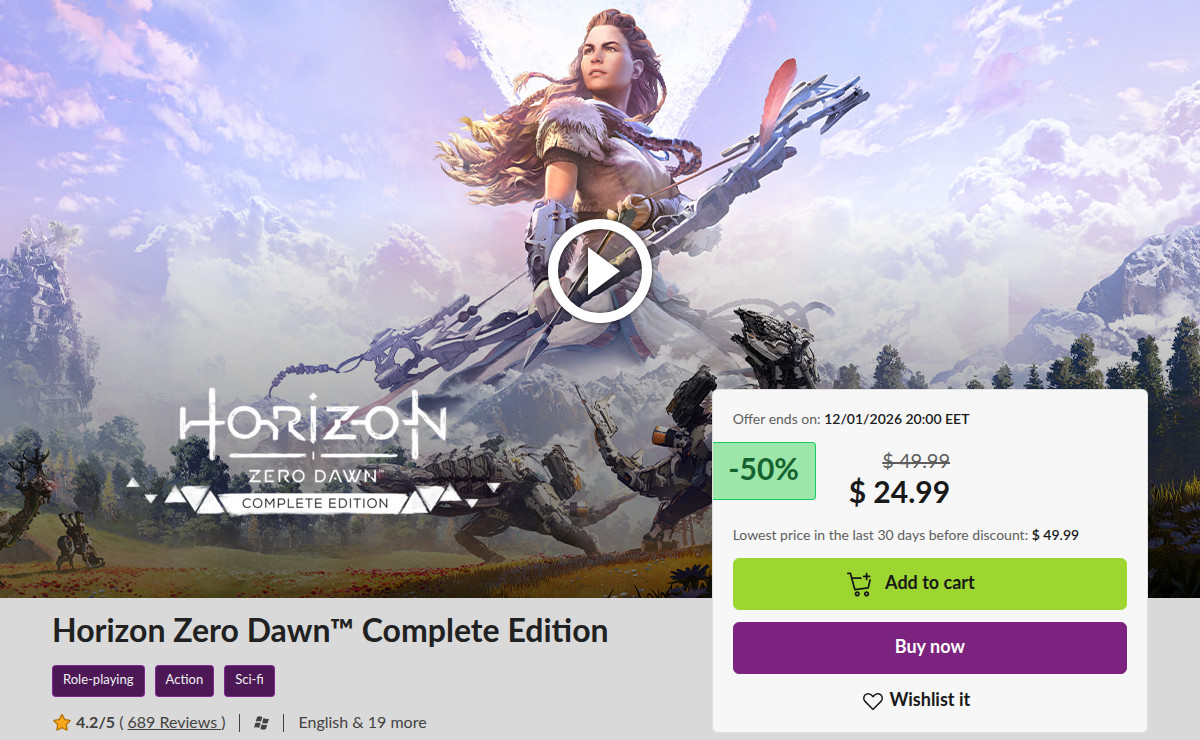 HORIZON
ZERO DAWN™
COMPLETE EDITION
Offer ends on: 12/01/2026 20:00 EET
-50%
$ 49.99
$ 24.99
Lowest price in the last 30 days before discount: $ 49.99
Add to cart
Buy now
Wishlist it
Horizon Zero Dawn™ Complete Edition
Role-playing Action Sci-fi
4.2/5 ( 689 Reviews ) | | English & 19 more